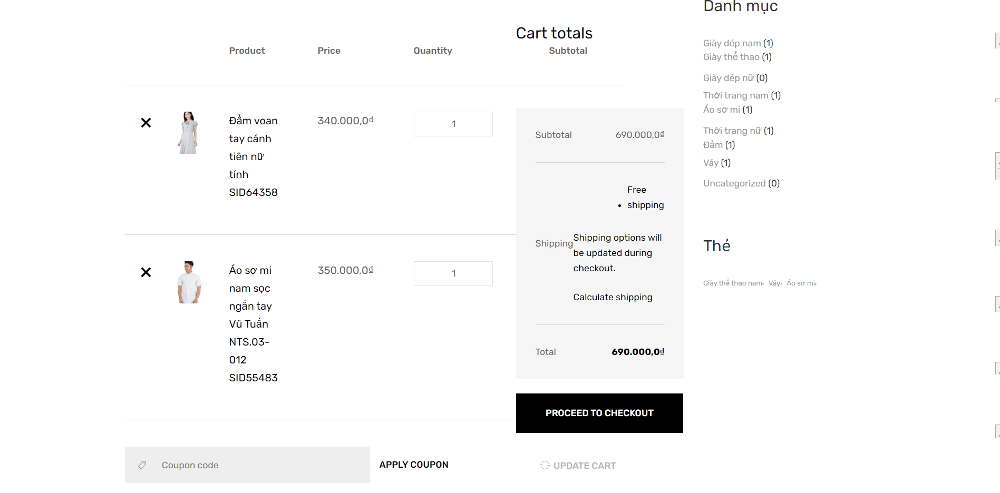 Product Price Quantity Subtotal
Đầm voan
tay cánh
tiên nữ
tính
SID64358
340.000,0₫
1
Áo sơ mi
nam sọc
ngắn tay
Vũ Tuấn
NTS.03-
012
SID55483
350.000,0₫
1
Coupon code
APPLY COUPON
UPDATE CART
Cart totals
Subtotal 690.000,0₫
Shipping
Free
shipping
Shipping options will
be updated during
checkout.
Calculate shipping
Total 690.000,0₫
PROCEED TO CHECKOUT
Danh mục
Giày dép nam (1)
Giày thể thao (1)
Giày dép nữ (0)
Thời trang nam (1)
Áo sơ mi (1)
Thời trang nữ (1)
Đầm (1)
Váy (1)
Uncategorized (0)
Thẻ
Giày thể thao nam, Váy, Áo sơ mi,